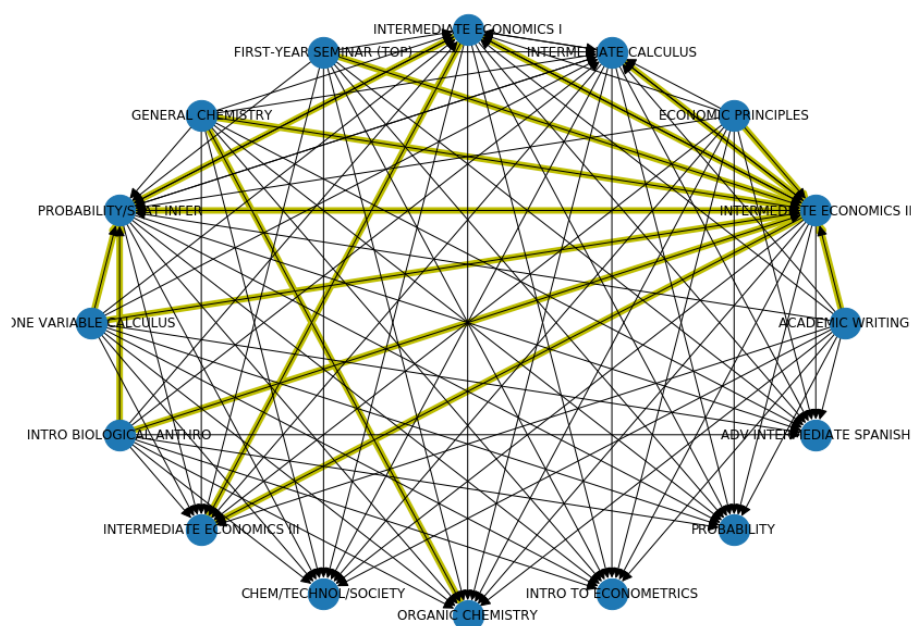 INTERMEDIATE ECONOMICS I
FIRST-YEAR SEMINAR (TOP)
INTERMEDIATE CALCULUS
GENERAL CHEMISTRY
ECONOMIC PRINCIPLES
PROBABILITY/STAT INFER
INTERMEDIATE ECONOMICS II
ONE VARIABLE CALCULUS
ACADEMIC WRITING
INTRO BIOLOGICAL ANTHRO
ADV INTERMEDIATE SPANISH
INTERMEDIATE ECONOMICS III
PROBABILITY
CHEM/TECHNOL/SOCIETY
INTRO TO ECONOMETRICS
ORGANIC CHEMISTRY